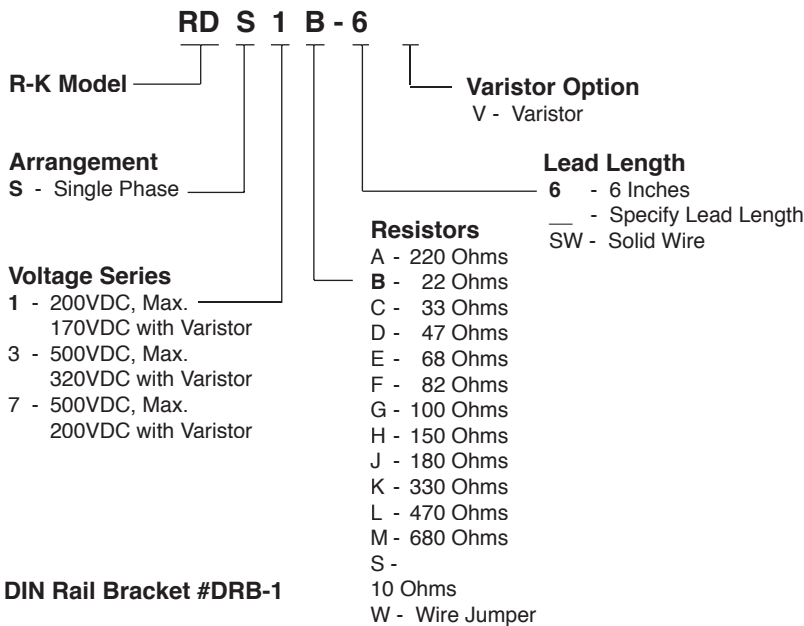 RD S 1 B - 6
R-K Model
Varistor Option
V - Varistor
Arrangement
S - Single Phase
Lead Length
6 - 6 Inches
__ - Specify Lead Length
SW - Solid Wire
Voltage Series
1 - 200VDC, Max.
170VDC with Varistor
3 - 500VDC, Max.
320VDC with Varistor
7 - 500VDC, Max.
200VDC with Varistor
Resistors
A - 220 Ohms
B - 22 Ohms
C - 33 Ohms
D - 47 Ohms
E - 68 Ohms
F - 82 Ohms
G - 100 Ohms
H - 150 Ohms
J - 180 Ohms
K - 330 Ohms
L - 470 Ohms
M - 680 Ohms
S -
10 Ohms
W - Wire Jumper
DIN Rail Bracket #DRB-1